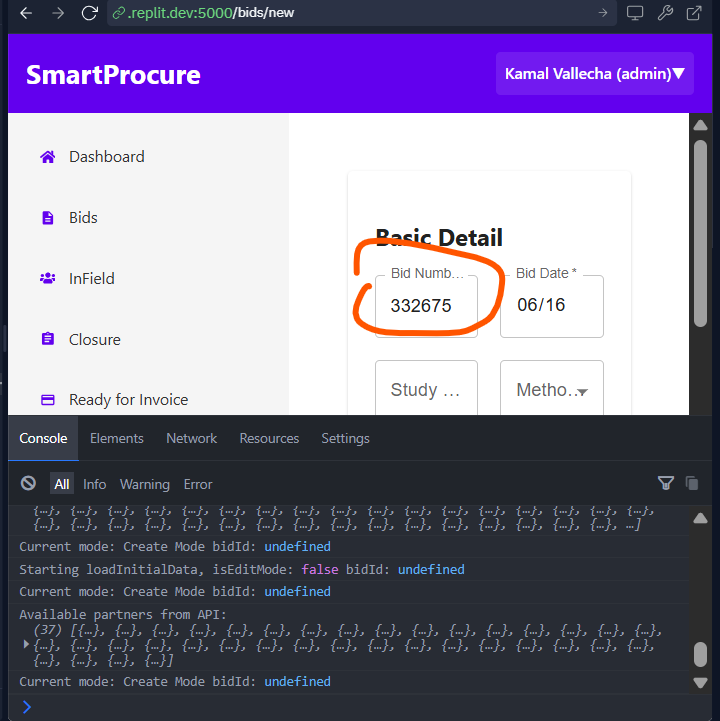 .replit.dev:5000/bids/new
SmartProcure
Kamal Vallecha (admin)▼
Dashboard
Bids
InField
Closure
Ready for Invoice
Basic Detail
Bid Numb… Bid Date *
332675 06/16
Study … Metho…
Console Elements Network Resources Settings
All Info Warning Error
{…}, {…}, {…}, {…}, {…}, {…}, {…}, {…}, {…}, {…}, {…}, {…}, {…}, {…}, {…}, {…}, {…},
{…}, {…}, {…}, {…}, {…}, {…}, {…}, {…}, {…}, {…}, {…}, {…}, {…}, {…}, {…}, {…}, …]
Current mode: Create Mode bidId: undefined
Starting loadInitialData, isEditMode: false bidId: undefined
Current mode: Create Mode bidId: undefined
Available partners from API:
(37) [{…}, {…}, {…}, {…}, {…}, {…}, {…}, {…}, {…}, {…}, {…}, {…}, {…}, {…}, {…}, {…},
{…}, {…}, {…}, {…}, {…}, {…}, {…}, {…}, {…}, {…}, {…}, {…}, {…}, {…}, {…}, {…}, {…},
{…}, {…}, {…}, {…}]
Current mode: Create Mode bidId: undefined